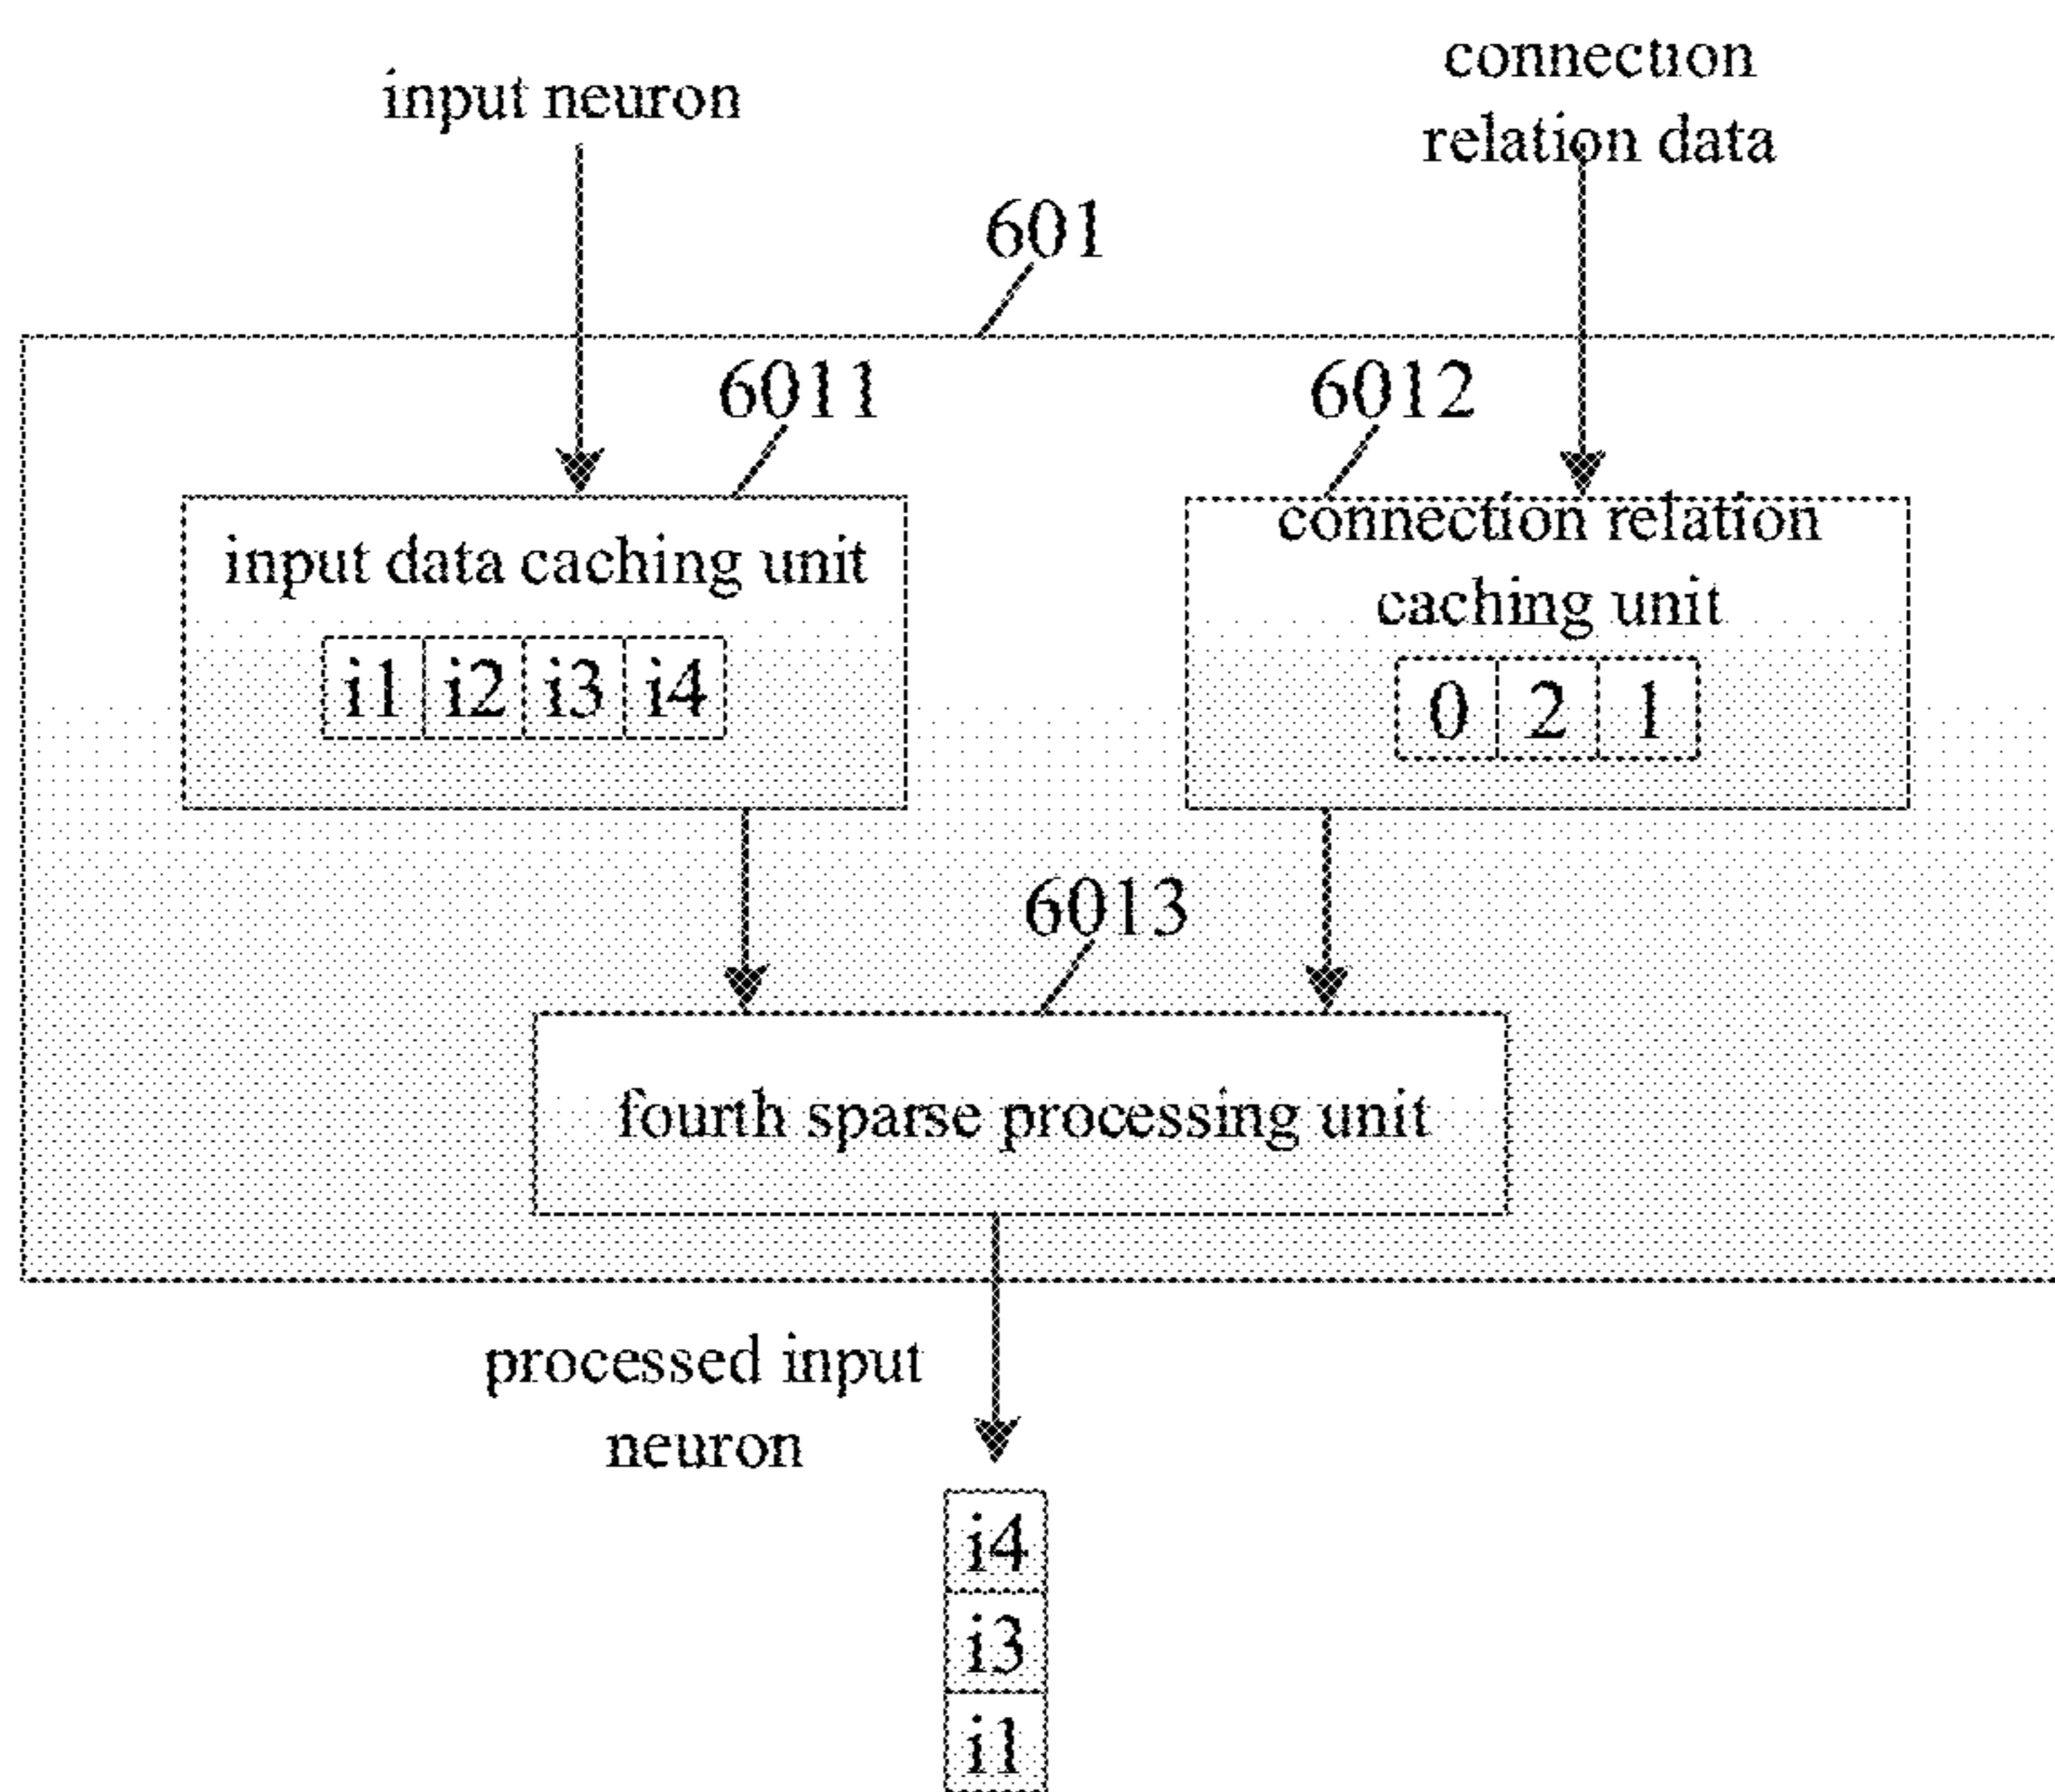 input neuron
connection
relation data
601
6011
6012
input data caching unit
i1 i2 i3 i4
connection relation
caching unit
0 2 1
6013
fourth sparse processing unit
processed input
neuron
i4
i3
i1